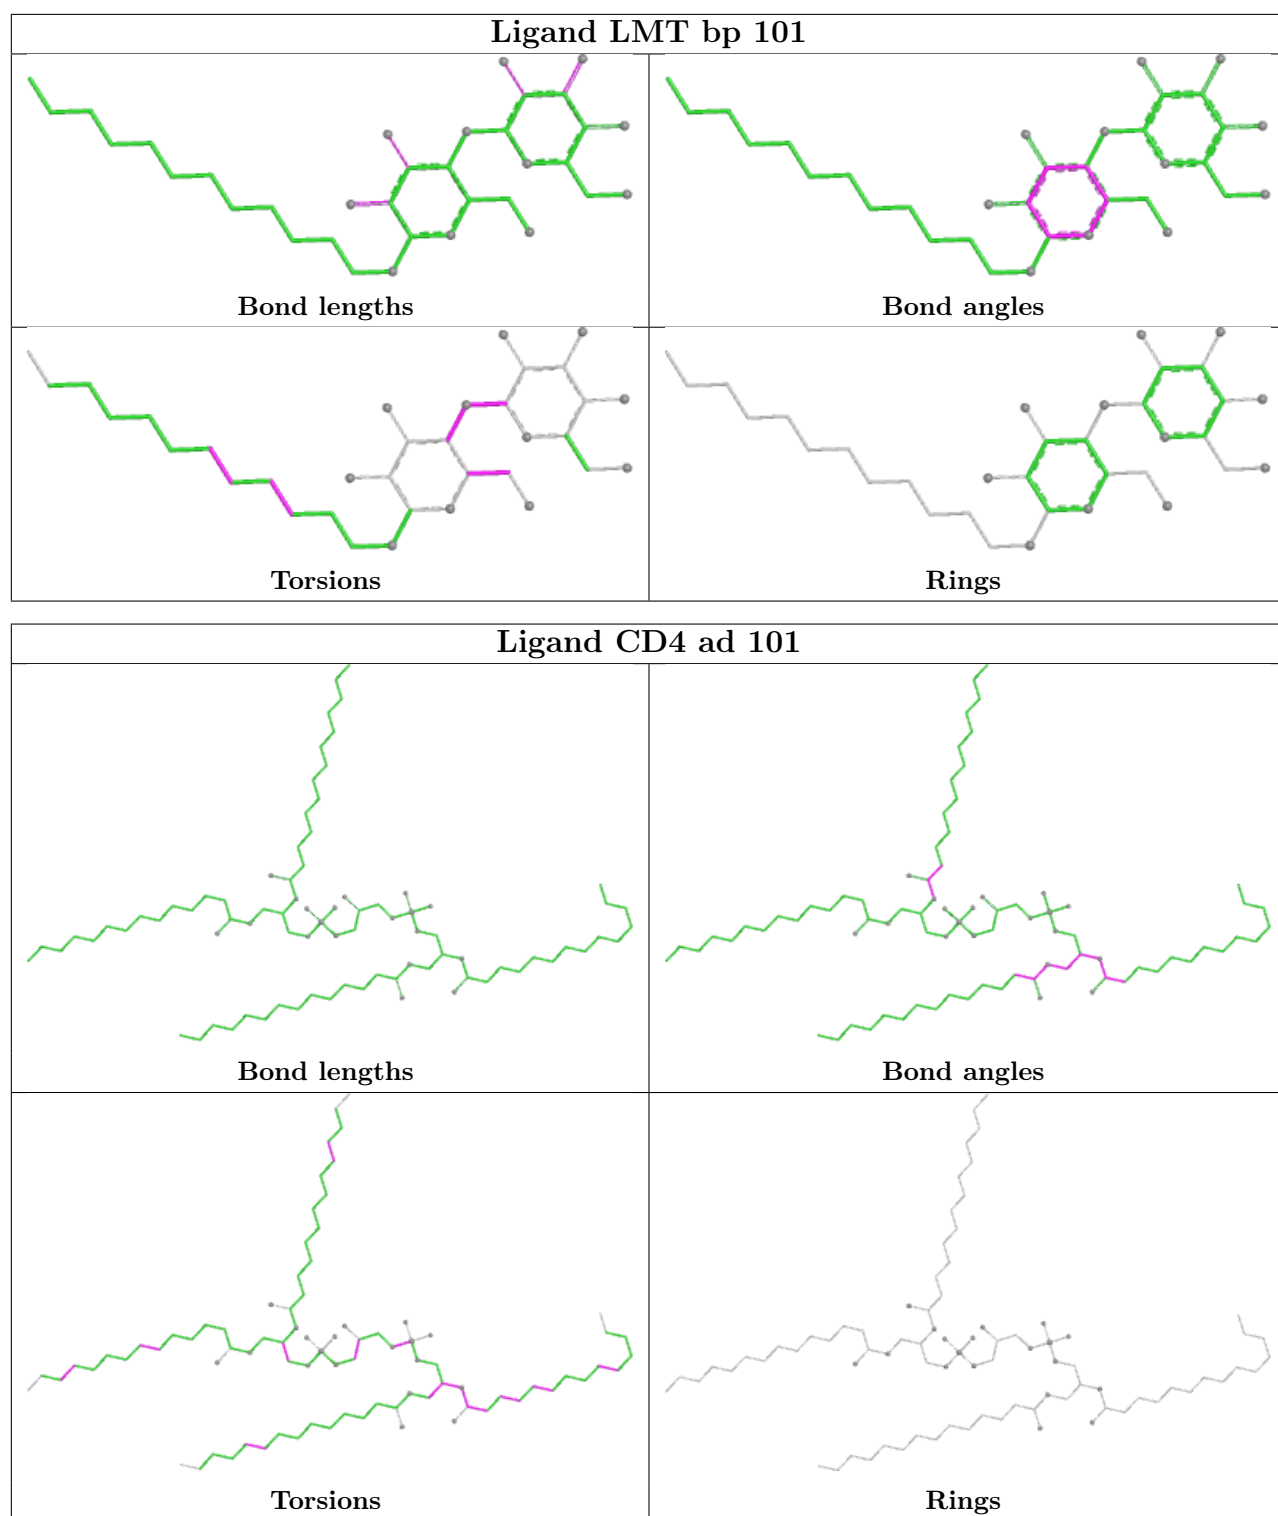 Ligand LMT bp 101
Bond lengths
Bond angles
Torsions
Rings
Ligand CD4 ad 101
Bond lengths
Bond angles
Torsions
Rings